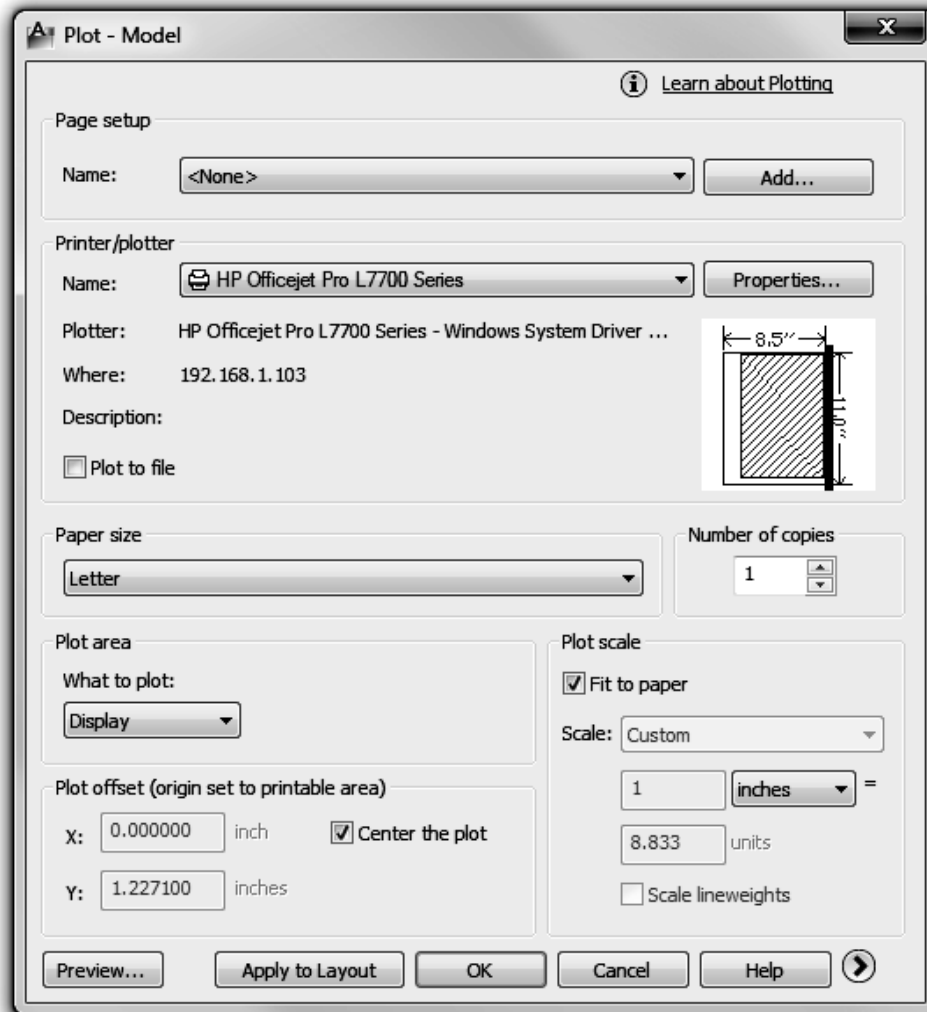 Plot - Model
Learn about Plotting
Page setup
Name: <None> Add...
Printer/plotter
Name: HP Officejet Pro L7700 Series Properties...
Plotter: HP Officejet Pro L7700 Series - Windows System Driver ...
Where: 192.168.1.103
Description:
Plot to file
8.5″
11.0″
Paper size
Letter
Number of copies
1
Plot area
What to plot:
Display
Plot scale
Fit to paper
Scale: Custom
1 inches =
8.833 units
Scale lineweights
Plot offset (origin set to printable area)
X: 0.000000 inch Center the plot
Y: 1.227100 inches
Preview... Apply to Layout OK Cancel Help